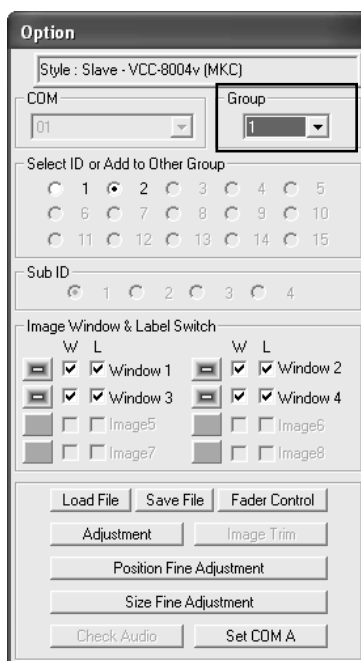 Option
Style : Slave - VCC-8004v (MKC)
COM Group
01 1
Select ID or Add to Other Group
1 2 3 4 5
6 7 8 9 10
11 12 13 14 15
Sub ID
1 2 3 4
Image Window & Label Switch
W L W L
Window 1 Window 2
Window 3 Window 4
Image5 Image6
Image7 Image8
Load File Save File Fader Control
Adjustment Image Trim
Position Fine Adjustment
Size Fine Adjustment
Check Audio Set COM A